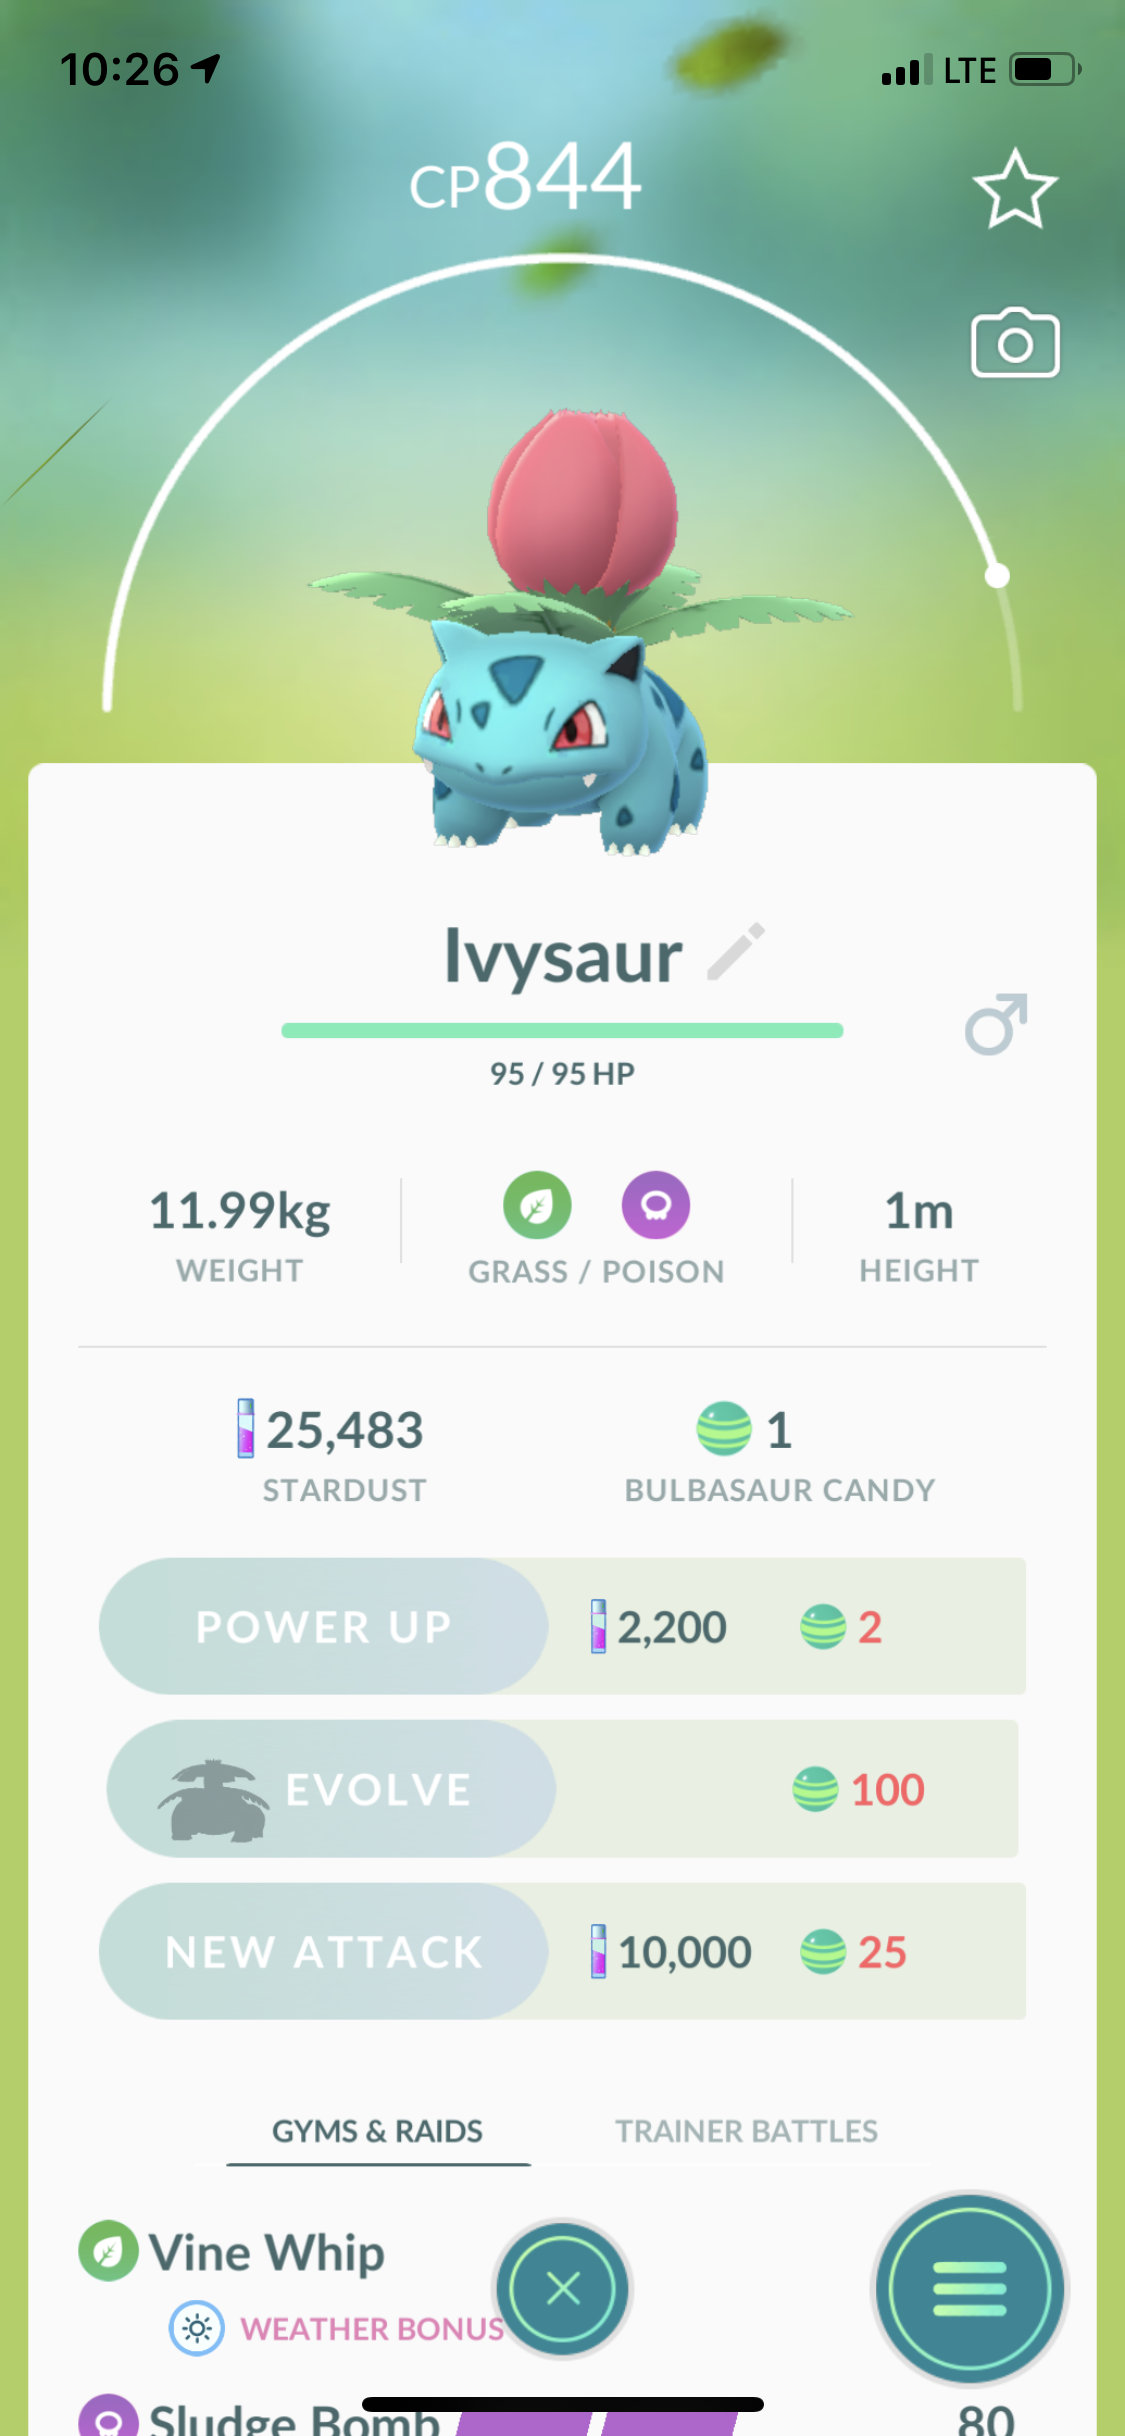 10:26
LTE
CP844
Ivysaur
95 / 95 HP
11.99kg
WEIGHT
GRASS / POISON
1m
HEIGHT
25,483
STARDUST
1
BULBASAUR CANDY
POWER UP 2,200 2
EVOLVE 100
NEW ATTACK 10,000 25
GYMS & RAIDS TRAINER BATTLES
Vine Whip
WEATHER BONUS
Sludge Bomb 80